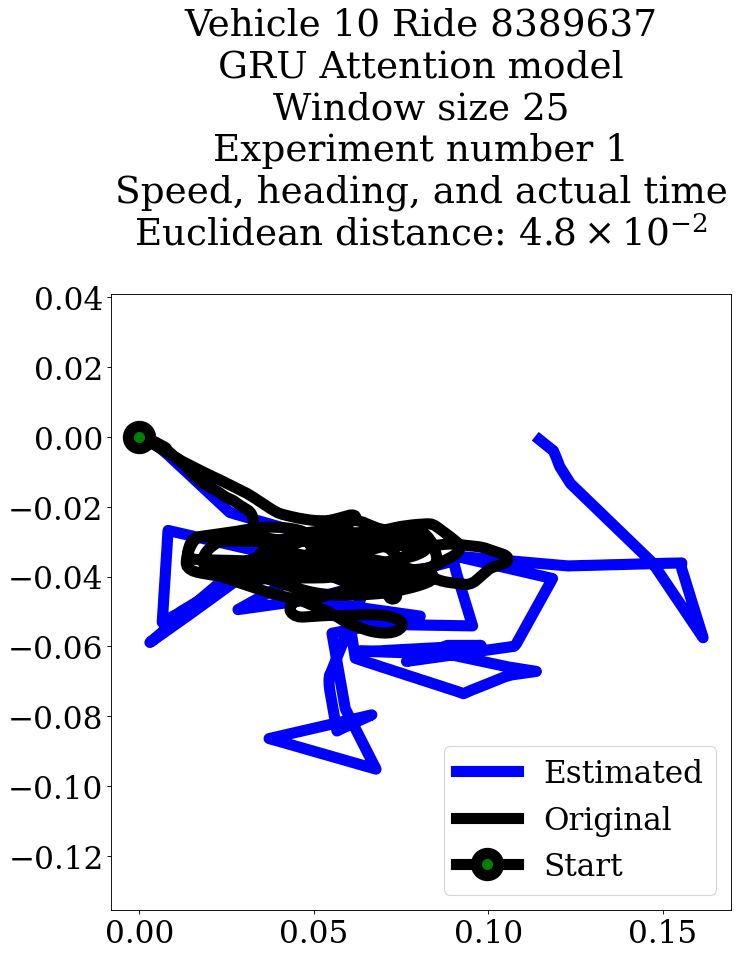 Vehicle 10 Ride 8389637
GRU Attention model
Window size 25
Experiment number 1
Speed, heading, and actual time
Euclidean distance: 4.8 × 10⁻²
0.04
0.02
0.00
−0.02
−0.04
−0.06
−0.08
−0.10
−0.12
Estimated
Original
Start
0.00 0.05 0.10 0.15